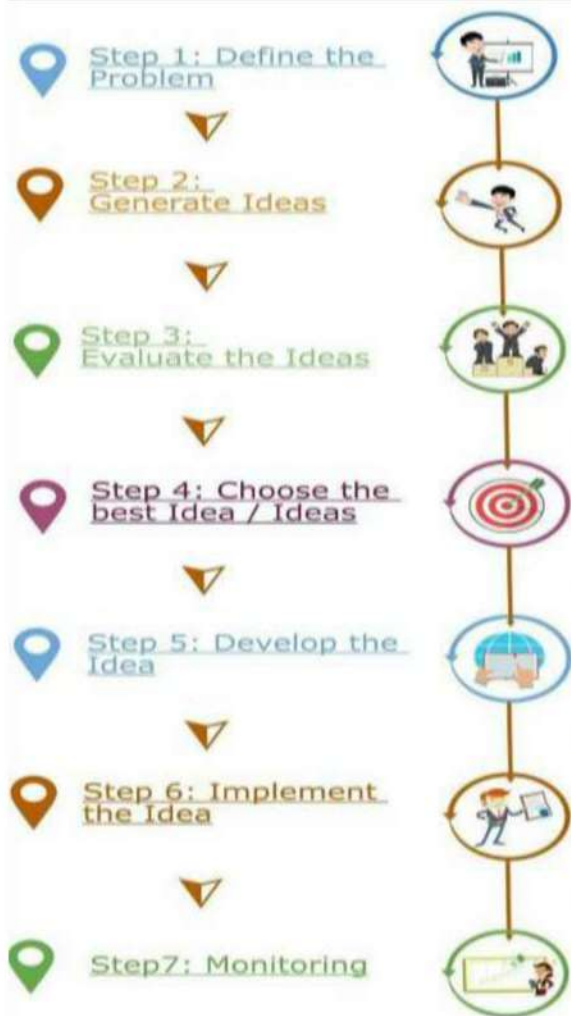 Step 1: Define the
Problem
Step 2:
Generate Ideas
Step 3:
Evaluate the Ideas
Step 4: Choose the
best Idea / Ideas
Step 5: Develop the
Idea
Step 6: Implement
the Idea
Step7: Monitoring